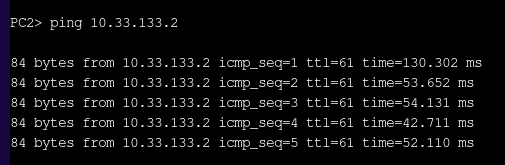 PC2> ping 10.33.133.2
84 bytes from 10.33.133.2 icmp_seq=1 ttl=61 time=130.302 ms
84 bytes from 10.33.133.2 icmp_seq=2 ttl=61 time=53.652 ms
84 bytes from 10.33.133.2 icmp_seq=3 ttl=61 time=54.131 ms
84 bytes from 10.33.133.2 icmp_seq=4 ttl=61 time=42.711 ms
84 bytes from 10.33.133.2 icmp_seq=5 ttl=61 time=52.110 ms